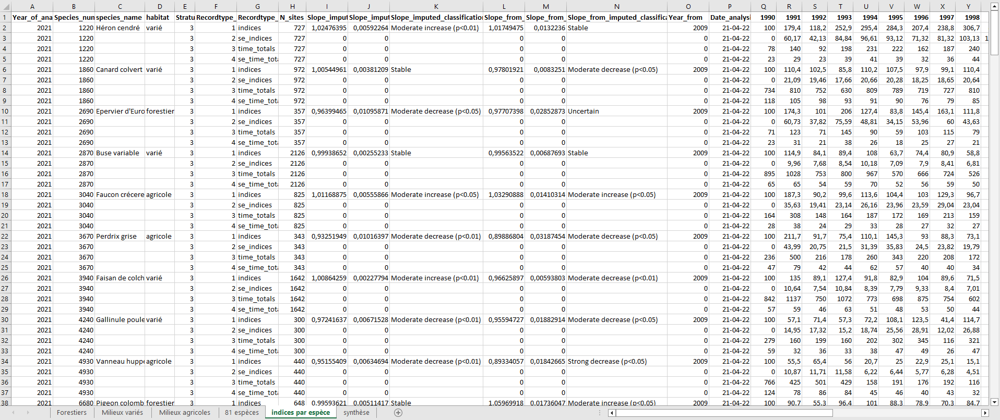 A B C D E F G H I J K L M N O P Q R S T U V W X Y
1 Year_of_ana Species_nun species_name habitat Stratu Recordtype_ Recordtype_ N_sites Slope_imput Slope_imput Slope_imputed_classification Slope_from_ Slope_from_ Slope_from_imputed_classifica Year_from Date_analysi 1990 1991 1992 1993 1994 1995 1996 1997 1998
2 2021 1220 Héron cendré varié 3 1 indices 727 1,02476395 0,00592264 Moderate increase (p<0.01) 1,01749475 0,0132236 Stable 2009 21-04-22 100 179,4 118,2 252,9 295,4 284,3 207,4 238,8 306,7
3 2021 1220 3 2 se_indices 727 0 0 0 0 0 21-04-22 0 60,17 42,13 84,84 96,61 93,12 71,32 81,32 103,13 1
4 2021 1220 3 3 time_totals 727 0 0 0 0 0 21-04-22 78 140 92 198 231 222 162 187 240
5 2021 1220 3 4 se_time_tota 727 0 0 0 0 0 21-04-22 23 29 23 39 41 39 32 36 44
6 2021 1860 Canard colvert varié 3 1 indices 972 1,00544961 0,00381209 Stable 0,97801921 0,0083251 Moderate decrease (p<0.05) 2009 21-04-22 100 110,4 102,5 85,8 110,2 107,5 97,9 99,1 110,4
7 2021 1860 3 2 se_indices 972 0 0 0 0 0 21-04-22 0 21,09 19,46 17,66 20,66 20,28 18,25 18,65 20,64
8 2021 1860 3 3 time_totals 972 0 0 0 0 0 21-04-22 734 810 752 630 809 789 719 727 810
9 2021 1860 3 4 se_time_tota 972 0 0 0 0 0 21-04-22 118 105 98 93 91 90 76 79 85
10 2021 2690 Epervier d'Euro forestier 3 1 indices 357 0,96399465 0,01095871 Moderate decrease (p<0.05) 0,97707398 0,02852873 Uncertain 2009 21-04-22 100 174,3 101 206 127,4 83,8 145,4 163,1 111,8
11 2021 2690 3 2 se_indices 357 0 0 0 0 0 21-04-22 0 60,73 37,82 75,59 48,81 34,15 53,96 60 43,63
12 2021 2690 3 3 time_totals 357 0 0 0 0 0 21-04-22 71 123 71 145 90 59 103 115 79
13 2021 2690 3 4 se_time_tota 357 0 0 0 0 0 21-04-22 23 31 21 38 26 18 25 27 21
14 2021 2870 Buse variable varié 3 1 indices 2126 0,99938652 0,00255233 Stable 0,99563522 0,00687693 Stable 2009 21-04-22 100 114,9 84,1 89,4 108 63,7 74,4 80,9 58,8
15 2021 2870 3 2 se_indices 2126 0 0 0 0 0 21-04-22 0 9,96 7,68 8,54 10,18 7,09 7,9 8,41 6,81
16 2021 2870 3 3 time_totals 2126 0 0 0 0 0 21-04-22 895 1028 753 800 967 570 666 724 526
17 2021 2870 3 4 se_time_tota 2126 0 0 0 0 0 21-04-22 65 65 54 59 70 52 56 59 50
18 2021 3040 Faucon crécere agricole 3 1 indices 825 1,01168875 0,00555866 Moderate increase (p<0.05) 1,03290888 0,01410314 Moderate increase (p<0.05) 2009 21-04-22 100 187,3 90,2 99,6 113,6 104,4 103 129,3 96,7
19 2021 3040 3 2 se_indices 825 0 0 0 0 0 21-04-22 0 35,63 19,41 23,14 26,16 23,96 23,59 29,04 23,04
20 2021 3040 3 3 time_totals 825 0 0 0 0 0 21-04-22 164 308 148 164 187 172 169 213 159
21 2021 3040 3 4 se_time_tota 825 0 0 0 0 0 21-04-22 28 38 24 29 33 28 27 32 27
22 2021 3670 Perdrix grise agricole 3 1 indices 343 0,93251949 0,01016397 Moderate decrease (p<0.01) 0,89886804 0,03187454 Moderate decrease (p<0.05) 2009 21-04-22 100 211,7 91,7 75,4 110,1 145,3 93 88,3 73,1
23 2021 3670 3 2 se_indices 343 0 0 0 0 0 21-04-22 0 43,99 20,75 21,5 31,39 35,83 24,5 23,82 19,79
24 2021 3670 3 3 time_totals 343 0 0 0 0 0 21-04-22 236 500 216 178 260 343 220 208 172
25 2021 3670 3 4 se_time_tota 343 0 0 0 0 0 21-04-22 47 79 42 44 62 57 40 40 34
26 2021 3940 Faisan de colch varié 3 1 indices 1642 1,00864259 0,00227794 Moderate increase (p<0.01) 0,96625897 0,00593803 Moderate decrease (p<0.01) 2009 21-04-22 100 135 89,1 127,4 91,8 82,9 104 89,6 71,5
27 2021 3940 3 2 se_indices 1642 0 0 0 0 0 21-04-22 0 10,64 7,54 10,84 8,39 7,79 9,33 8,4 7,01
28 2021 3940 3 3 time_totals 1642 0 0 0 0 0 21-04-22 842 1137 750 1072 773 698 875 754 602
29 2021 3940 3 4 se_time_tota 1642 0 0 0 0 0 21-04-22 57 59 46 63 51 48 53 50 44
30 2021 4240 Gallinule poule varié 3 1 indices 300 0,97241637 0,00671528 Moderate decrease (p<0.01) 0,95594727 0,01882914 Moderate decrease (p<0.05) 2009 21-04-22 100 57,1 71,4 57,3 72,2 108,1 123,5 41,4 114,7
31 2021 4240 3 2 se_indices 300 0 0 0 0 0 21-04-22 0 14,95 17,32 15,2 18,74 25,56 28,91 12,02 26,88
32 2021 4240 3 3 time_totals 300 0 0 0 0 0 21-04-22 279 160 199 160 202 302 345 116 321
33 2021 4240 3 4 se_time_tota 300 0 0 0 0 0 21-04-22 59 32 36 33 38 47 49 26 47
34 2021 4930 Vanneau huppe agricole 3 1 indices 440 0,95155409 0,00634694 Moderate decrease (p<0.01) 0,89334057 0,01842665 Strong decrease (p<0.05) 2009 21-04-22 100 55,5 65,4 56 20,7 25 22,9 25,1 15,1
35 2021 4930 3 2 se_indices 440 0 0 0 0 0 21-04-22 0 10,87 11,71 11,58 6,22 6,44 5,77 6,28 4,51
36 2021 4930 3 3 time_totals 440 0 0 0 0 0 21-04-22 766 425 501 429 158 191 176 192 116
37 2021 4930 3 4 se_time_tota 440 0 0 0 0 0 21-04-22 124 78 86 84 45 46 40 43 32
38 2021 6680 Pigeon colomb forestier 3 1 indices 648 0,99593621 0,00511417 Stable 1,05969918 0,01736047 Moderate increase (p<0.05) 2009 21-04-22 100 90,7 55,3 96,4 101 88,3 78,9 70,3 84,7
Forestiers Milieux variés Milieux agricoles 81 espèces indices par espèce synthèse